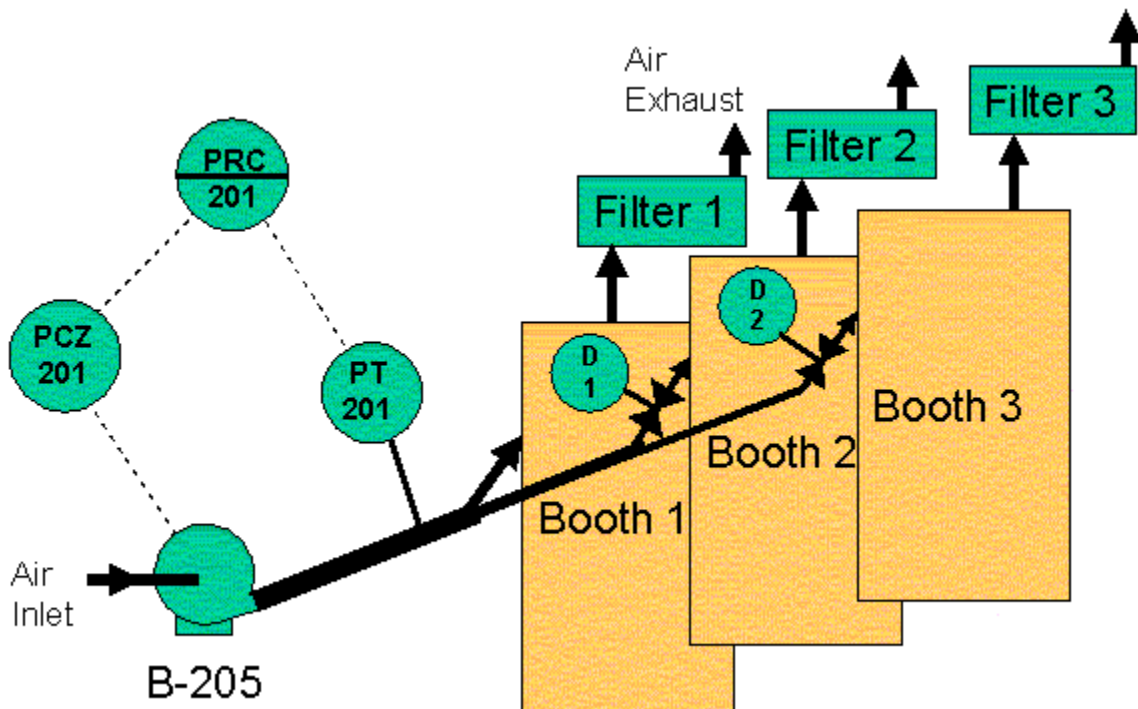 Air
Exhaust
Filter 3
Filter 2
Filter 1
PRC
201
PCZ
201
PT
201
D
2
D
1
Booth 3
Booth 2
Booth 1
Air
Inlet
B-205